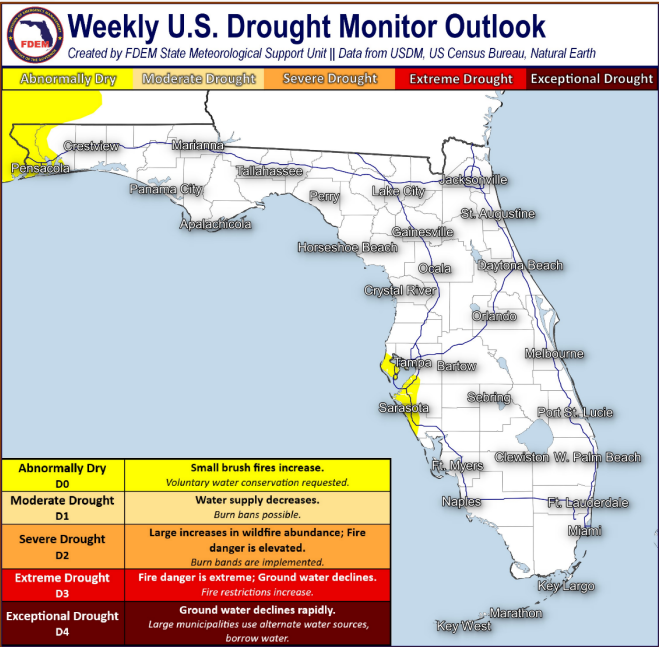 Weekly U.S. Drought Monitor Outlook
FDEM
Created by FDEM State Meteorological Support Unit || Data from USDM, US Census Bureau, Natural Earth
Abnormally Dry Moderate Drought Severe Drought Extreme Drought Exceptional Drought
Crestview Marianna
Pensacola
Tallahassee
Jacksonville
Panama City
Perry
Lake City
Apalachicola
St. Augustine
Gainesville
Horseshoe Beach
Ocala
Daytona Beach
Crystal River
Orlando
Melbourne
Tampa
Bartow
Sebring
Sarasota
Port St. Lucie
Clewiston W. Palm Beach
Ft. Myers
Naples
Ft. Lauderdale
Miami
Key Largo
Marathon
Key West
Abnormally Dry
D0
Small brush fires increase.
Voluntary water conservation requested.
Moderate Drought
D1
Water supply decreases.
Burn bans possible.
Severe Drought
D2
Large increases in wildfire abundance; Fire
danger is elevated.
Burn bands are implemented.
Extreme Drought
D3
Fire danger is extreme; Ground water declines.
Fire restrictions increase.
Exceptional Drought
D4
Ground water declines rapidly.
Large municipalities use alternate water sources,
borrow water.